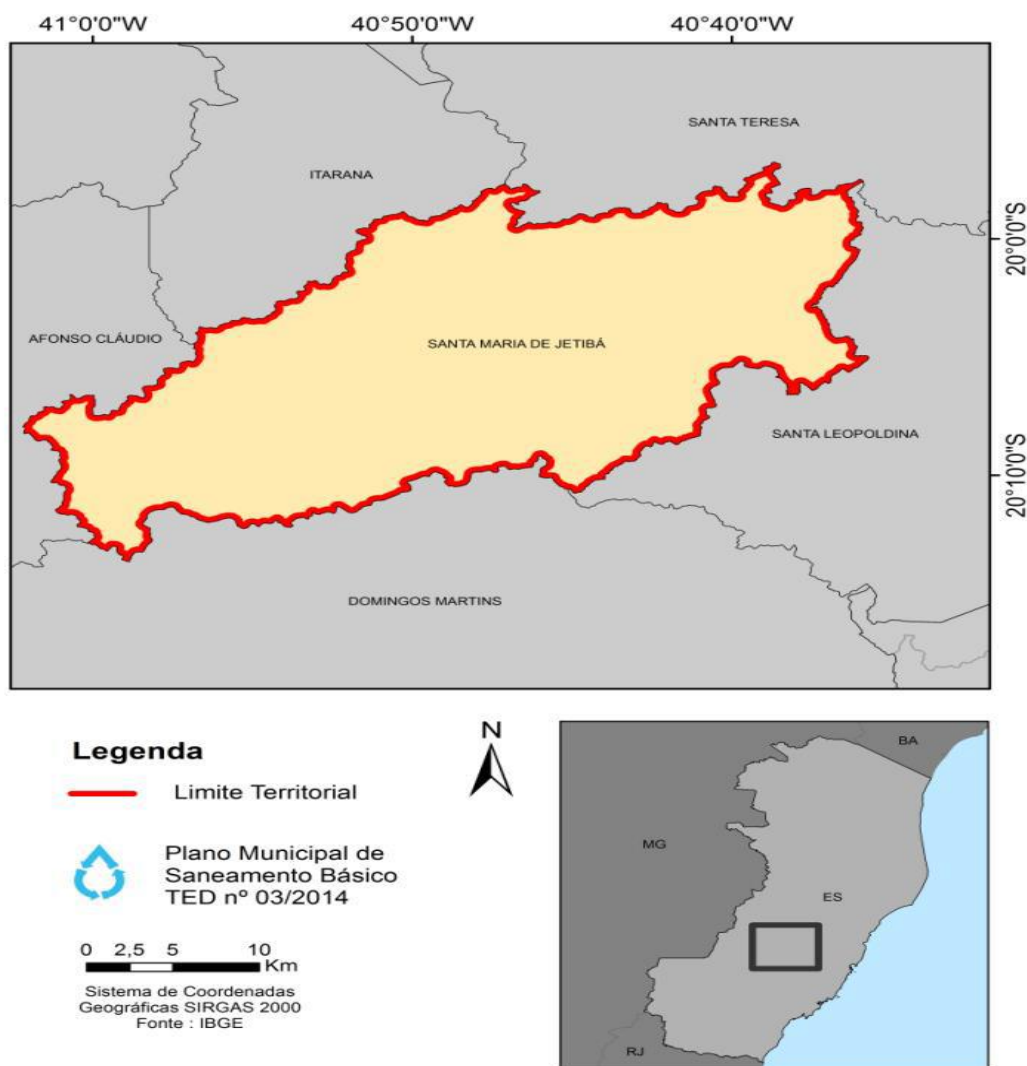 41°0'0"W 40°50'0"W 40°40'0"W
SANTA TERESA
ITARANA
20°0'0"S
AFONSO CLÁUDIO
SANTA MARIA DE JETIBÁ
SANTA LEOPOLDINA
20°10'0"S
DOMINGOS MARTINS
Legenda
Limite Territorial
Plano Municipal de
Saneamento Básico
TED nº 03/2014
0 2,5 5 10
Km
Sistema de Coordenadas
Geográficas SIRGAS 2000
Fonte : IBGE
N
BA
MG
ES
RJ